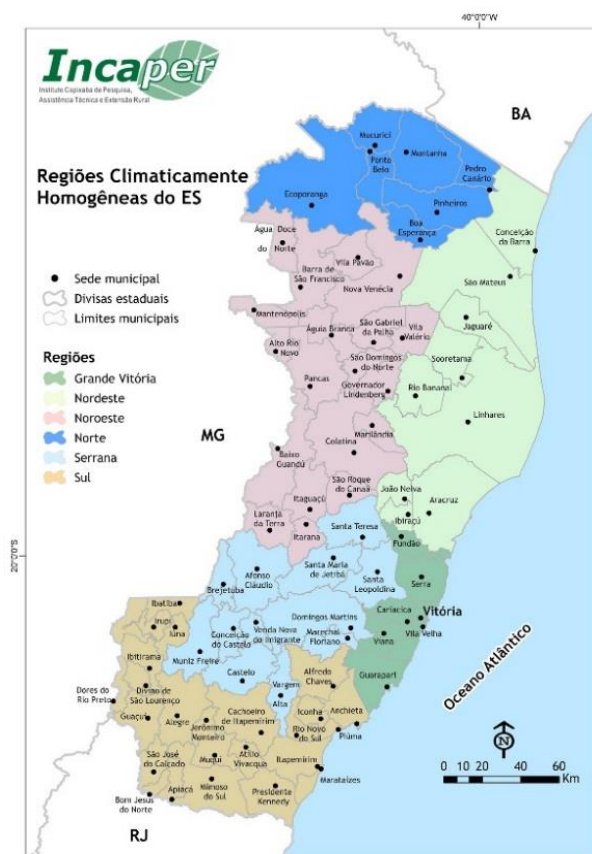 40°0'0"W
Incaper
Instituto Capixaba de Pesquisa,
Assistência Técnica e Extensão Rural
BA
Regiões Climaticamente
Homogêneas do ES
Sede municipal
Divisas estaduais
Limites municipais
Regiões
Grande Vitória
Nordeste
Noroeste
Norte
Serrana
Sul
Mucurici
Ponto
Belo
Montanha
Pedro
Canário
Ecoporanga
Pinheiros
Boa
Esperança
Conceição
da Barra
Água Doce
do Norte
Vila Pavão
Barra de
São Francisco
Nova Venécia
São Mateus
Mantenópolis
Águia Branca
São Gabriel
da Palha
Vila
Valério
Jaguaré
Alto Rio
Novo
São Domingos
do Norte
Sooretama
Pancas
Governador
Lindenberg
Rio Bananal
MG
Linhares
Marilândia
Colatina
Baixo
Guandú
São Roque
do Canaã
João Neiva
Aracruz
Itaguaçú
Ibiraçú
Laranja
da Terra
Itarana
Santa Teresa
Fundão
20°0'0"S
Santa Maria
de Jetibá
Afonso
Cláudio
Brejetuba
Santa
Leopoldina
Serra
Ibatiba
Irupi
Iúna
Cariacica
Vitória
Vila Velha
Domingos Martins
Marechal
Floriano
Viana
Conceição
do Castelo
Venda Nova
do Imigrante
Muniz Freire
Ibitirama
Castelo
Vargem
Alta
Alfredo
Chaves
Guarapari
Oceano Atlântico
Dores do
Rio Preto
Divino de
São Lourenço
Guaçuí
Alegre
Jerônimo
Monteiro
Cachoeiro
de Itapemirim
Iconha
Anchieta
Rio Novo
do Sul
Piúma
São José
do Calçado
Muqui
Atílio
Vivacqua
Itapemirim
Marataízes
Bom Jesus
do Norte
Apiacá
Mimoso
do Sul
Presidente
Kennedy
N
0 10 20 40 60
Km
RJ